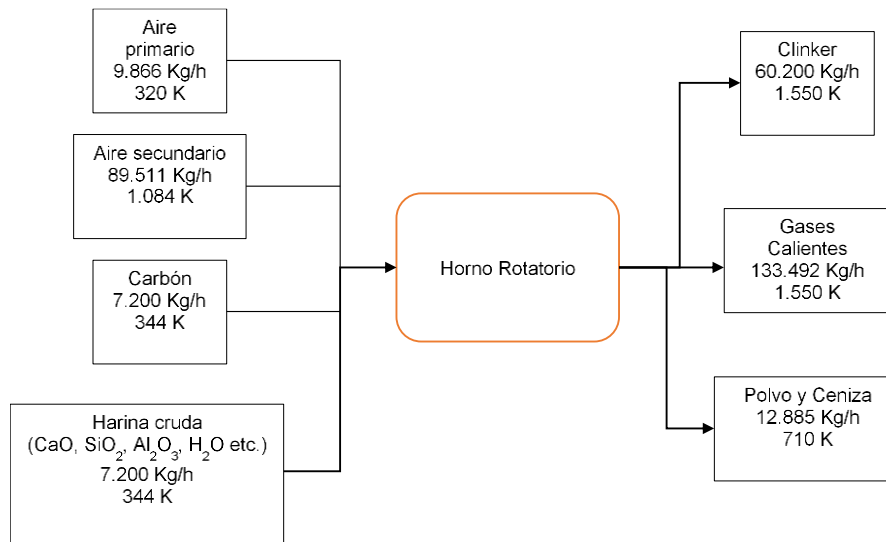 Aire
primario
9.866 Kg/h
320 K
Aire secundario
89.511 Kg/h
1.084 K
Carbón
7.200 Kg/h
344 K
Harina cruda
(CaO, SiO₂, Al₂O₃, H₂O etc.)
7.200 Kg/h
344 K
Horno Rotatorio
Clinker
60.200 Kg/h
1.550 K
Gases
Calientes
133.492 Kg/h
1.550 K
Polvo y Ceniza
12.885 Kg/h
710 K